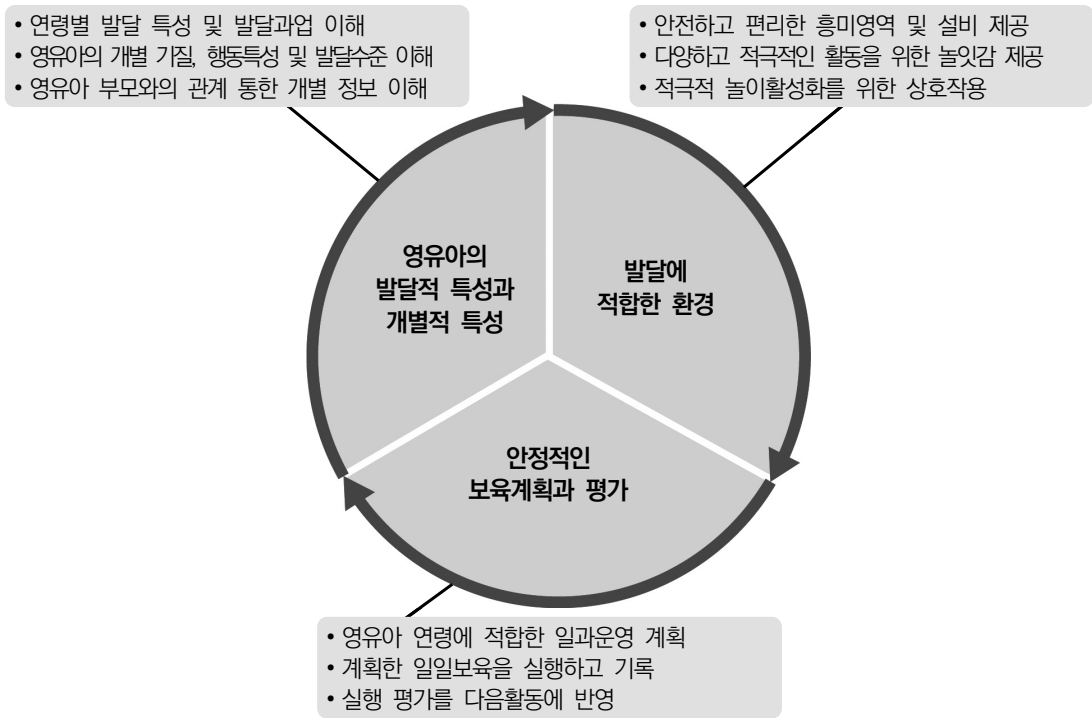 • 연령별 발달 특성 및 발달과업 이해
• 영유아의 개별 기질, 행동특성 및 발달수준 이해
• 영유아 부모와의 관계 통한 개별 정보 이해
• 안전하고 편리한 흥미영역 및 설비 제공
• 다양하고 적극적인 활동을 위한 놀잇감 제공
• 적극적 놀이활성화를 위한 상호작용
영유아의
발달적 특성과
개별적 특성
발달에
적합한 환경
안정적인
보육계획과 평가
• 영유아 연령에 적합한 일과운영 계획
• 계획한 일일보육을 실행하고 기록
• 실행 평가를 다음활동에 반영